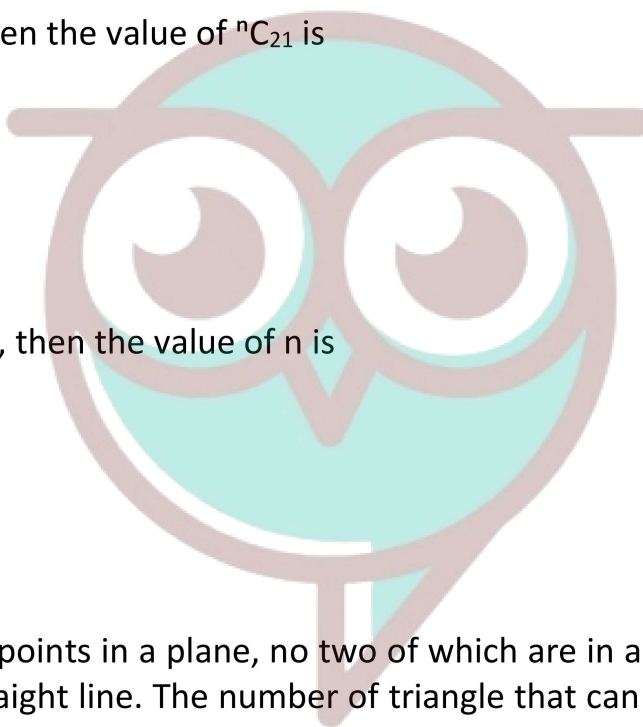 en the value of ⁿC₂₁ is
, then the value of n is
points in a plane, no two of which are in a
aight line. The number of triangle that can